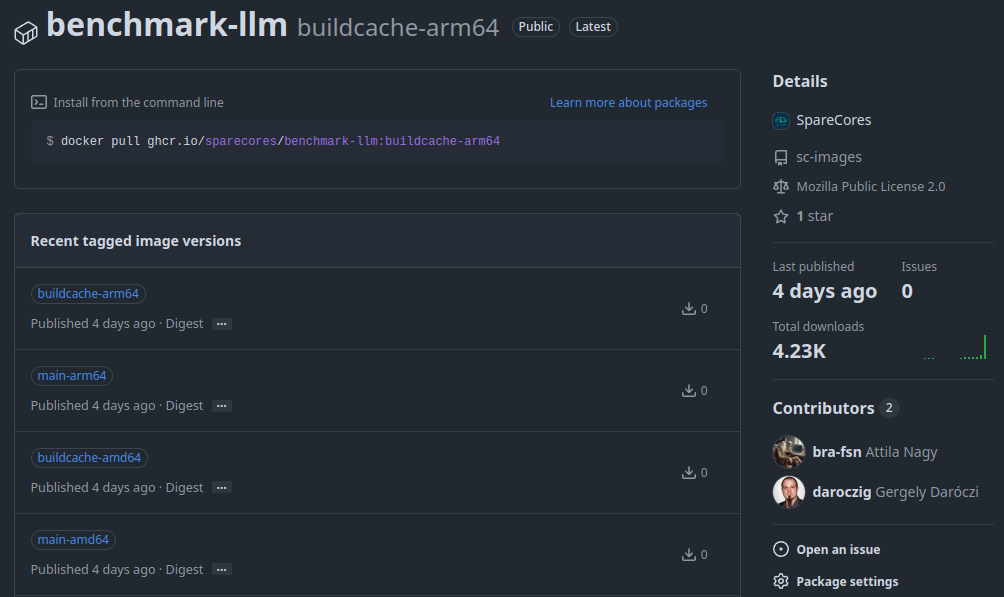 benchmark-llm buildcache-arm64 Public Latest
Install from the command line
Learn more about packages
$ docker pull ghcr.io/sparecores/benchmark-llm:buildcache-arm64
Recent tagged image versions
buildcache-arm64
Published 4 days ago · Digest ···
0
main-arm64
Published 4 days ago · Digest ···
0
buildcache-amd64
Published 4 days ago · Digest ···
0
main-amd64
Published 4 days ago · Digest ···
0
Details
SpareCores
sc-images
Mozilla Public License 2.0
1 star
Last published Issues
4 days ago 0
Total downloads
4.23K
Contributors 2
bra-fsn Attila Nagy
daroczig Gergely Daróczi
Open an issue
Package settings